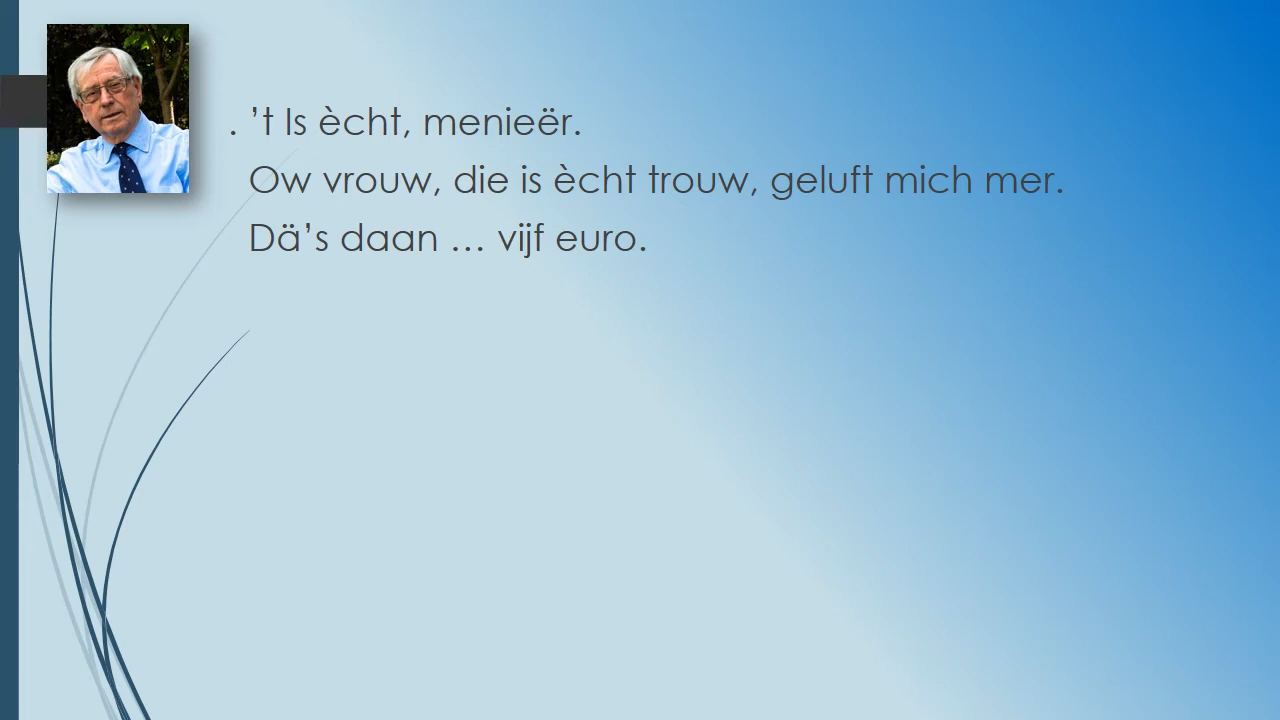 . ’t Is ècht, menieër.
Ow vrouw, die is ècht trouw, geluft mich mer.
Dä’s daan … vijf euro.